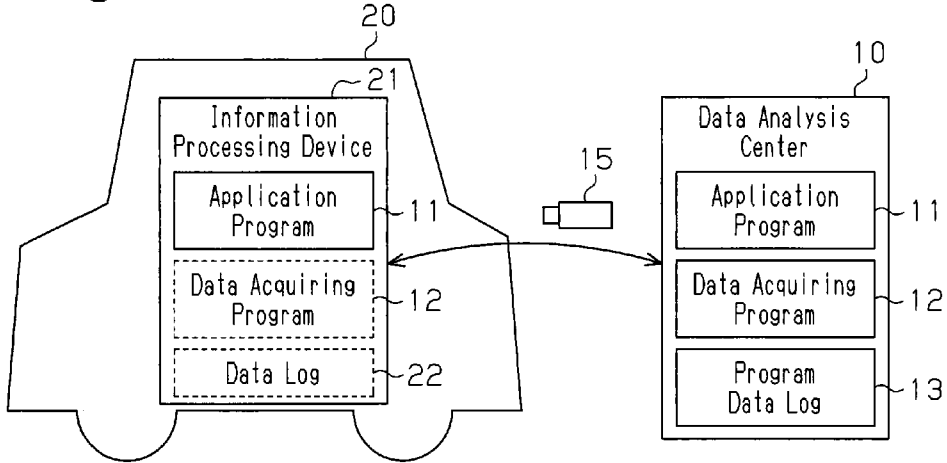 20
21
Information
Processing Device
Application
Program
11
Data Acquiring
Program
12
Data Log
22
15
10
Data Analysis
Center
Application
Program
11
Data Acquiring
Program
12
Program
Data Log
13